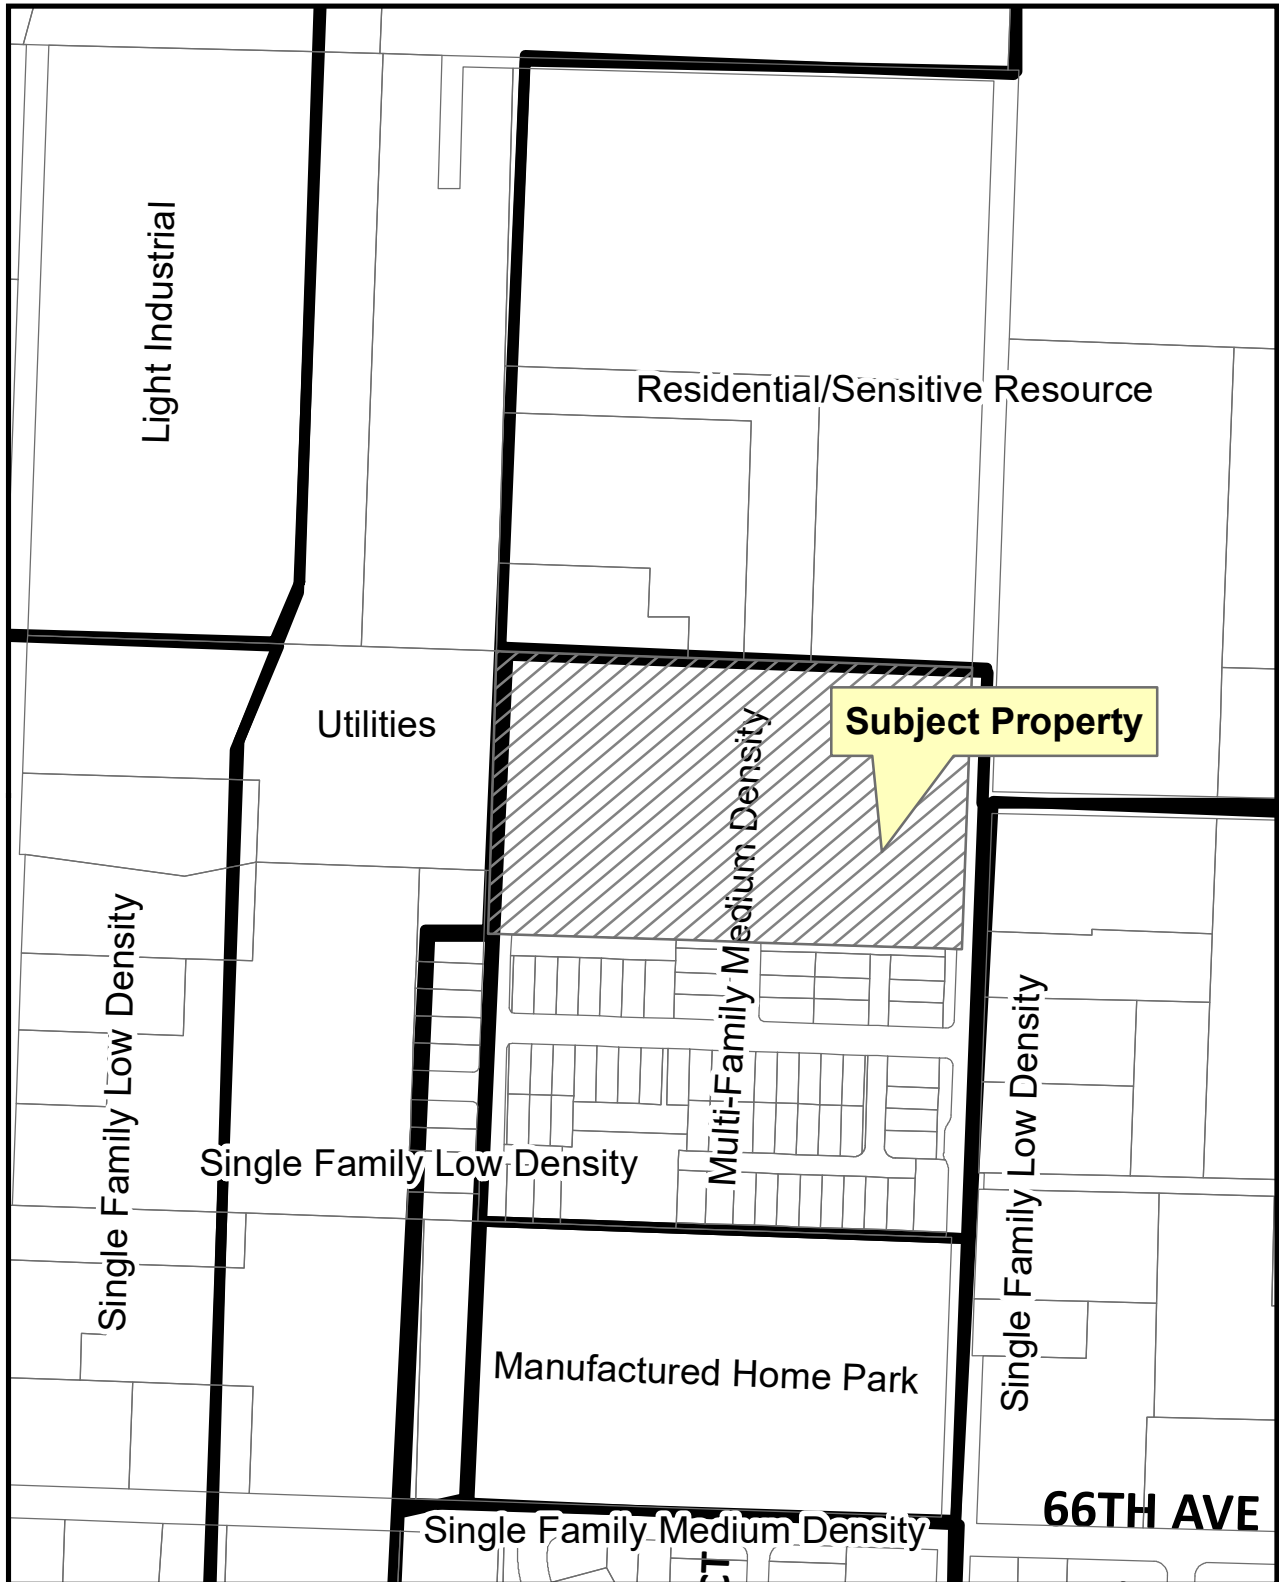 Light Industrial
Residential/Sensitive Resource
Utilities
Subject Property
Multi-Family Medium Density
Single Family Low Density
Single Family Low Density
Single Family Low Density
Manufactured Home Park
66TH AVE
Single Family Medium Density
CT